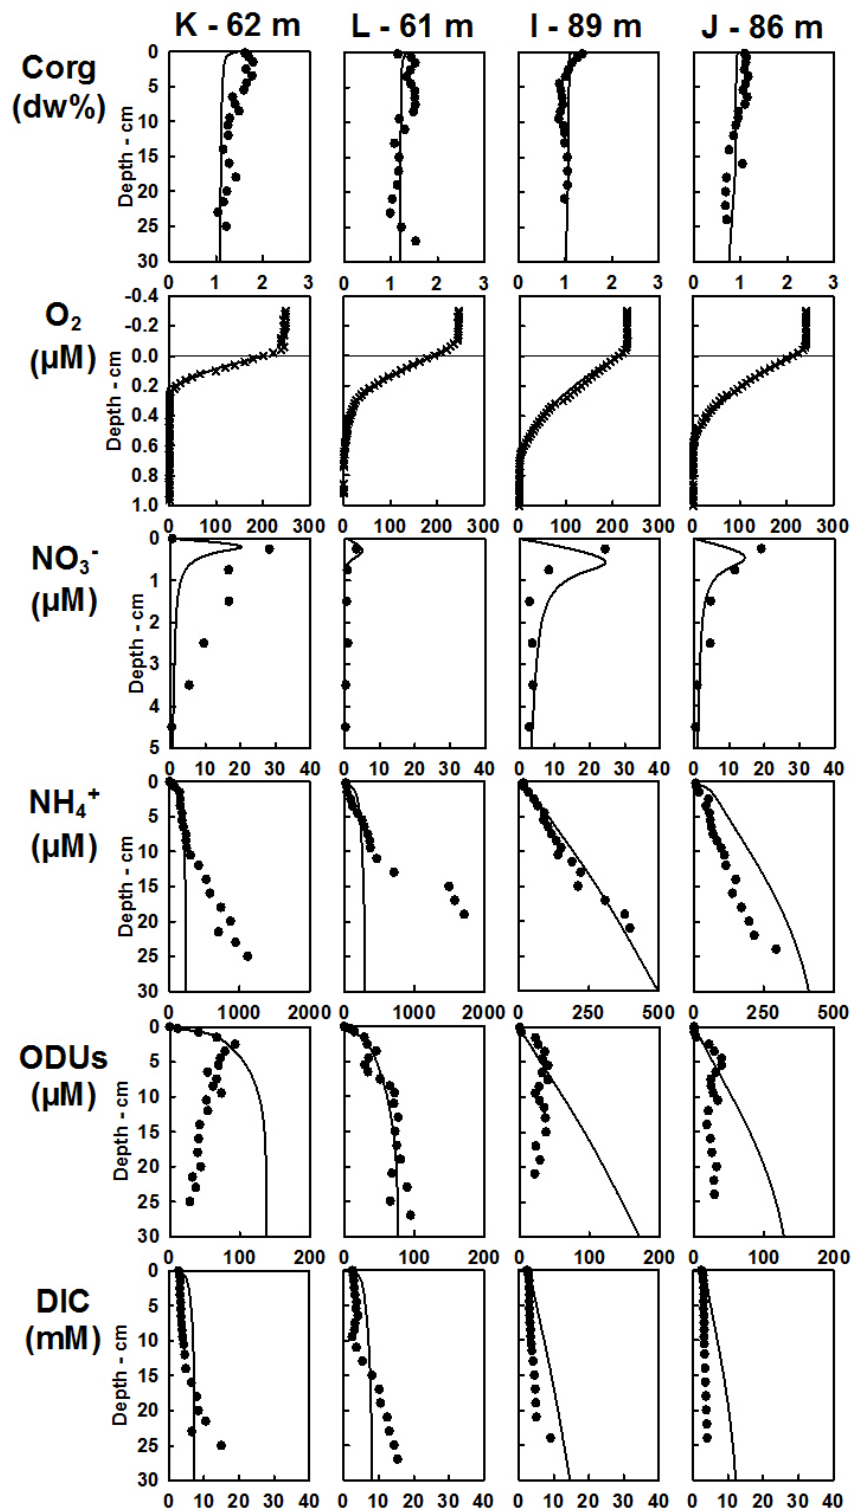 K - 62 m L - 61 m I - 89 m J - 86 m
Corg
(dw%)
Depth - cm
0
5
10
15
20
25
30
0 1 2 3 0 1 2 3 0 1 2 3 0 1 2 3
O₂
(µM)
Depth - cm
-0.4
-0.2
0.0
0.2
0.4
0.6
0.8
1.0
0 100 200 300 0 100 200 300 0 100 200 300 0 100 200 300
NO₃⁻
(µM)
Depth - cm
0
1
2
3
4
5
0 10 20 30 40 0 10 20 30 40 0 10 20 30 40 0 10 20 30 40
NH₄⁺
(µM)
Depth - cm
0
5
10
15
20
25
30
0 1000 2000 0 1000 2000 0 250 500 0 250 500
ODUs
(µM)
Depth - cm
0
5
10
15
20
25
30
0 100 200 0 100 200 0 100 200 0 100 200
DIC
(mM)
Depth - cm
0
5
10
15
20
25
30
0 10 20 30 40 0 10 20 30 40 0 10 20 30 40 0 10 20 30 40